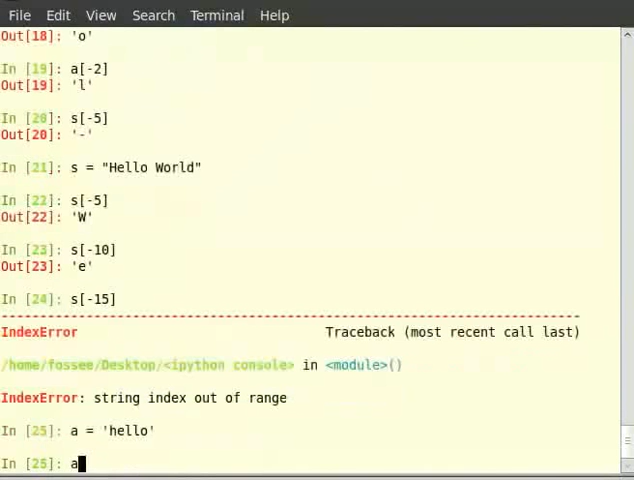 File Edit View Search Terminal Help
Out[18]: 'o'
In [19]: a[-2]
Out[19]: 'l'
In [20]: s[-5]
Out[20]: '-'
In [21]: s = "Hello World"
In [22]: s[-5]
Out[22]: 'W'
In [23]: s[-10]
Out[23]: 'e'
In [24]: s[-15]
---------------------------------------------------------------------------
IndexError Traceback (most recent call last)
/home/fossee/Desktop/<ipython console> in <module>()
IndexError: string index out of range
In [25]: a = 'hello'
In [25]: a